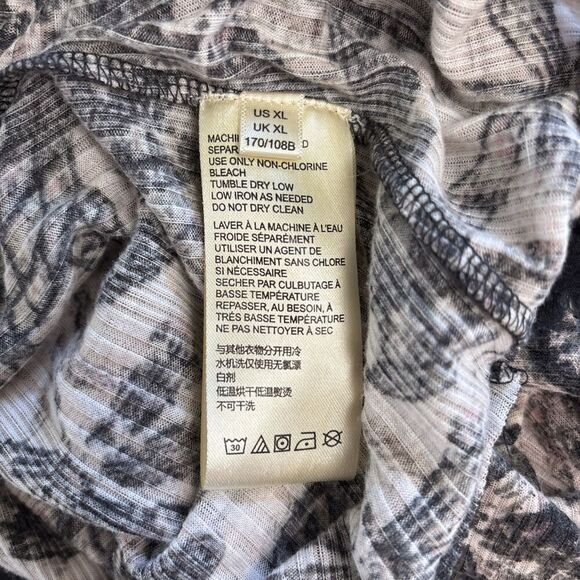 US XL
UK XL
170/108B
USE ONLY NON-CHLORINE
BLEACH
TUMBLE DRY LOW
LOW IRON AS NEEDED
DO NOT DRY CLEAN
LAVER À LA MACHINE À L'EAU
FROIDE SÉPARÉMENT
UTILISER UN AGENT DE
BLANCHIMENT SANS CHLORE
SI NÉCESSAIRE
SECHER PAR CULBUTAGE À
BASSE TEMPÉRATURE
REPASSER, AU BESOIN, À
TRÈS BASSE TEMPÉRATURE
NE PAS NETTOYER À SEC
与其他衣物分开用冷
水机洗仅使用无氯漂
白剂
低温烘干低温熨烫
不可干洗
30